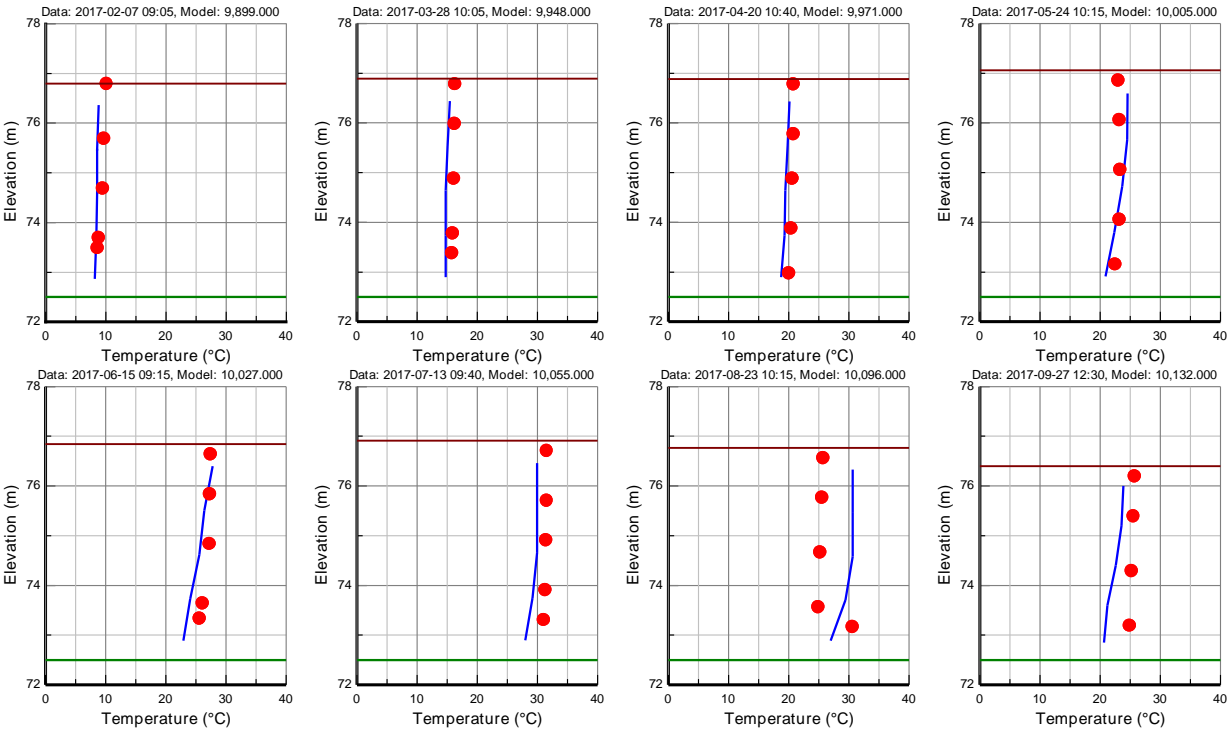 Data: 2017-02-07 09:05, Model: 9,899.000
78
76
74
72
Elevation (m)
0 10 20 30 40
Temperature (°C)
Data: 2017-03-28 10:05, Model: 9,948.000
78
76
74
72
Elevation (m)
0 10 20 30 40
Temperature (°C)
Data: 2017-04-20 10:40, Model: 9,971.000
78
76
74
72
Elevation (m)
0 10 20 30 40
Temperature (°C)
Data: 2017-05-24 10:15, Model: 10,005.000
78
76
74
72
Elevation (m)
0 10 20 30 40
Temperature (°C)
Data: 2017-06-15 09:15, Model: 10,027.000
78
76
74
72
Elevation (m)
0 10 20 30 40
Temperature (°C)
Data: 2017-07-13 09:40, Model: 10,055.000
78
76
74
72
Elevation (m)
0 10 20 30 40
Temperature (°C)
Data: 2017-08-23 10:15, Model: 10,096.000
78
76
74
72
Elevation (m)
0 10 20 30 40
Temperature (°C)
Data: 2017-09-27 12:30, Model: 10,132.000
78
76
74
72
Elevation (m)
0 10 20 30 40
Temperature (°C)